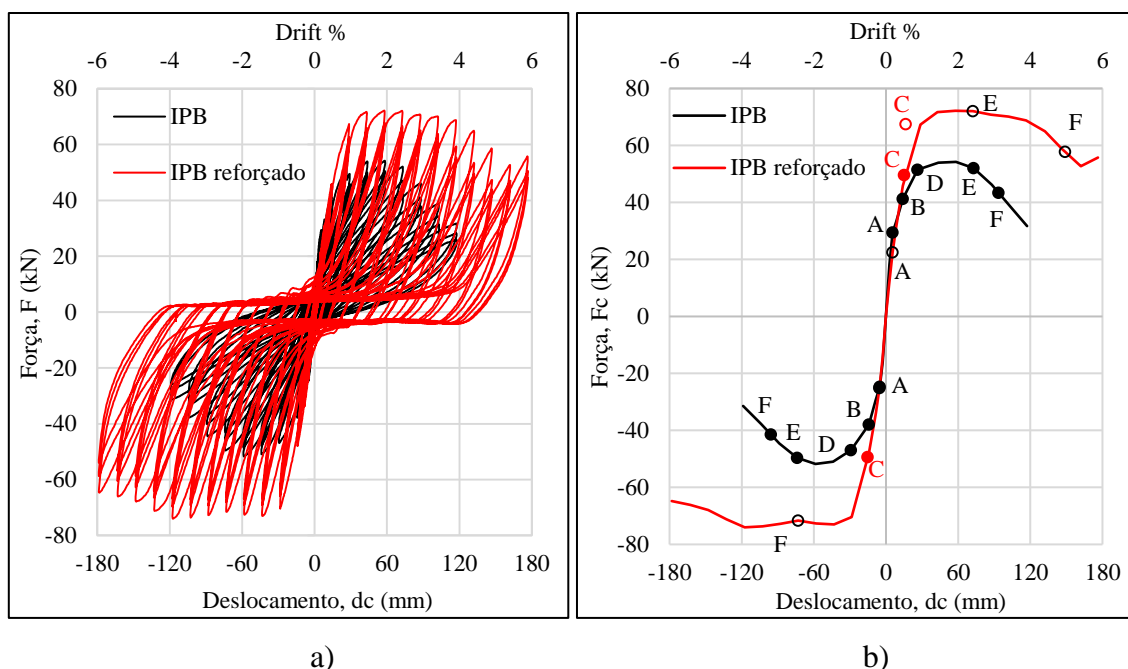 Drift %
-6 -4 -2 0 2 4 6
80
60
40
20
0
-20
-40
-60
-80
IPB
IPB reforçado
Força, F (kN)
-180 -120 -60 0 60 120 180
Deslocamento, dc (mm)
a)
Drift %
-6 -4 -2 0 2 4 6
80
60
40
20
0
-20
-40
-60
-80
IPB
IPB reforçado
Força, Fc (kN)
C
E
F
C
D
E
B
F
A
A
A
F
B
E
D
C
F
-180 -120 -60 0 60 120 180
Deslocamento, dc (mm)
b)